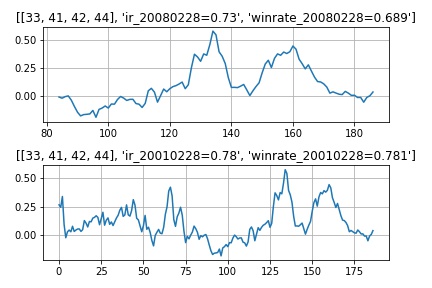 [[33, 41, 42, 44], 'ir_20080228=0.73', 'winrate_20080228=0.689']
0.50
0.25
0.00
80 100 120 140 160 180
[[33, 41, 42, 44], 'ir_20010228=0.78', 'winrate_20010228=0.781']
0.50
0.25
0.00
0 25 50 75 100 125 150 175